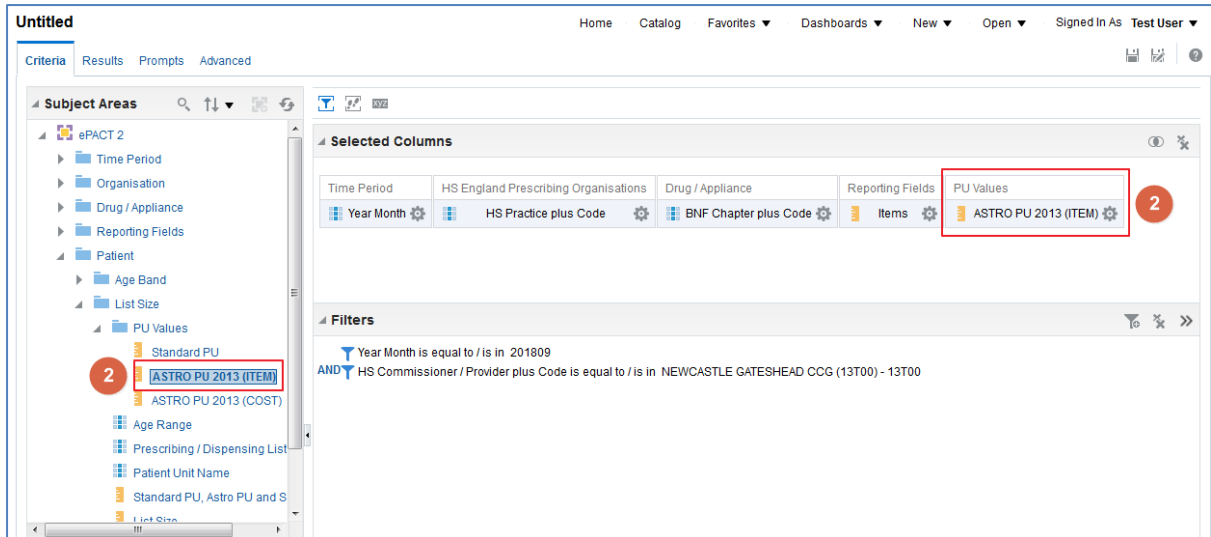 Untitled
Home Catalog Favorites ▼ Dashboards ▼ New ▼ Open ▼ Signed In As Test User ▼
Criteria Results Prompts Advanced
Subject Areas
ePACT 2
Time Period
Organisation
Drug / Appliance
Reporting Fields
Patient
Age Band
List Size
PU Values
Standard PU
2 ASTRO PU 2013 (ITEM)
ASTRO PU 2013 (COST)
Age Range
Prescribing / Dispensing List
Patient Unit Name
Standard PU, Astro PU and S
List Size
xyz
Selected Columns
Time Period HS England Prescribing Organisations Drug / Appliance Reporting Fields PU Values
Year Month HS Practice plus Code BNF Chapter plus Code Items ASTRO PU 2013 (ITEM) 2
Filters
Year Month is equal to / is in 201809
AND HS Commissioner / Provider plus Code is equal to / is in NEWCASTLE GATESHEAD CCG (13T00) - 13T00